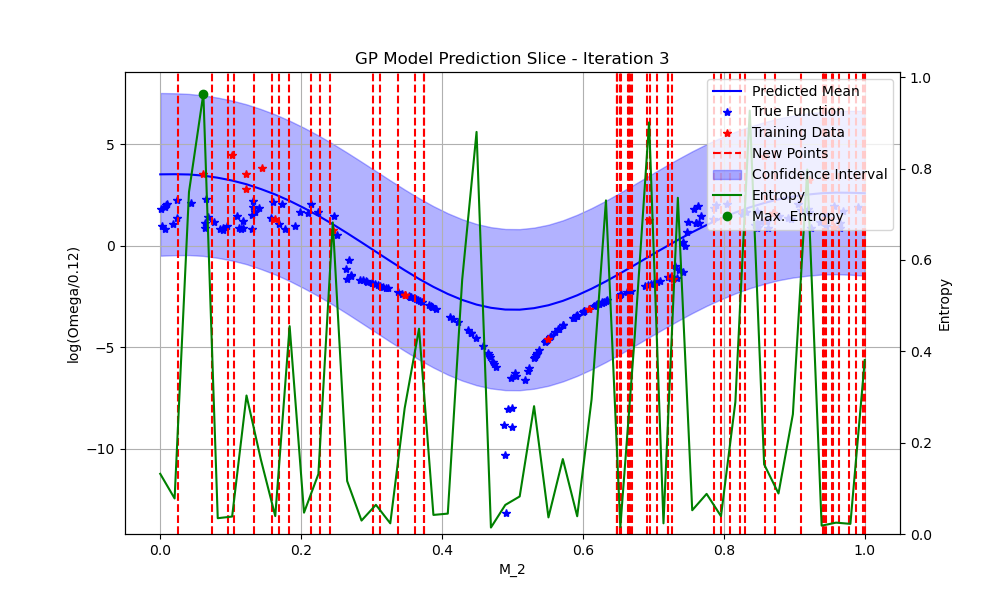 GP Model Prediction Slice - Iteration 3
Predicted Mean
True Function
Training Data
New Points
Confidence Interval
Entropy
Max. Entropy
log(Omega/0.12)
5
0
−5
−10
1.0
0.8
0.6
0.4
0.2
0.0
Entropy
0.0 0.2 0.4 0.6 0.8 1.0
M_2